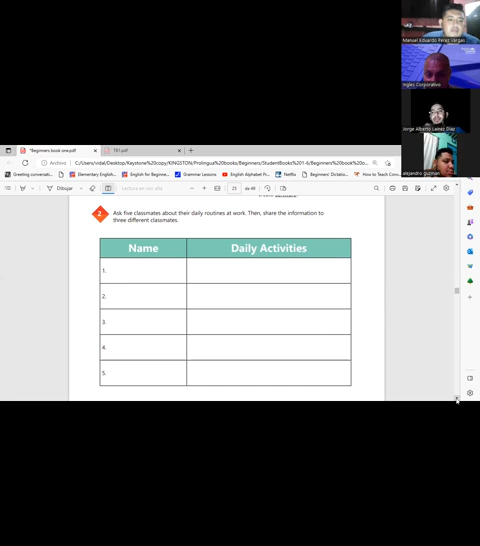 Manuel Eduardo Perez Vargas
Ingles Corporativo
Jorge Alberto Lainez Diaz
alejandro guzman
*Beginners book one.pdf
TB1.pdf
Archivo
C:/Users/vidal/Desktop/Keystone%20copy/KINGSTON/Prolingua%20books/Beginners/StudentBooks%201-6/Beginners%20book%20o...
Greeting conversati...
Elementary English...
English for Beginne...
Grammar Lessons
English Alphabet Pr...
Netflix
Beginners' Dictatio...
How to Teach Con...
Dibujar
Lectura en voz alta
23
de 48
2
Ask five classmates about their daily routines at work. Then, share the information to
three different classmates.
Name
Daily Activities
1.
2.
3.
4.
5.